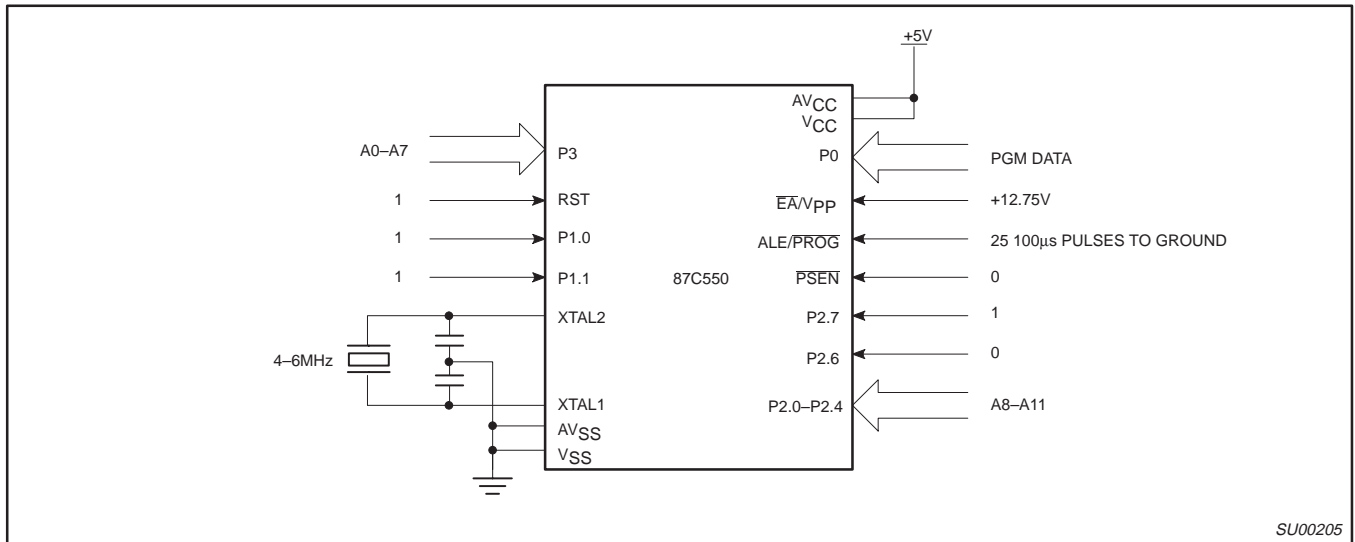 +5V
AVCC
VCC
A0–A7
P3
P0
PGM DATA
1
RST
EA/VPP
+12.75V
1
P1.0
ALE/PROG
25 100µs PULSES TO GROUND
1
P1.1
87C550
PSEN
0
XTAL2
P2.7
1
4–6MHz
P2.6
0
XTAL1
P2.0–P2.4
A8–A11
AVSS
VSS
SU00205